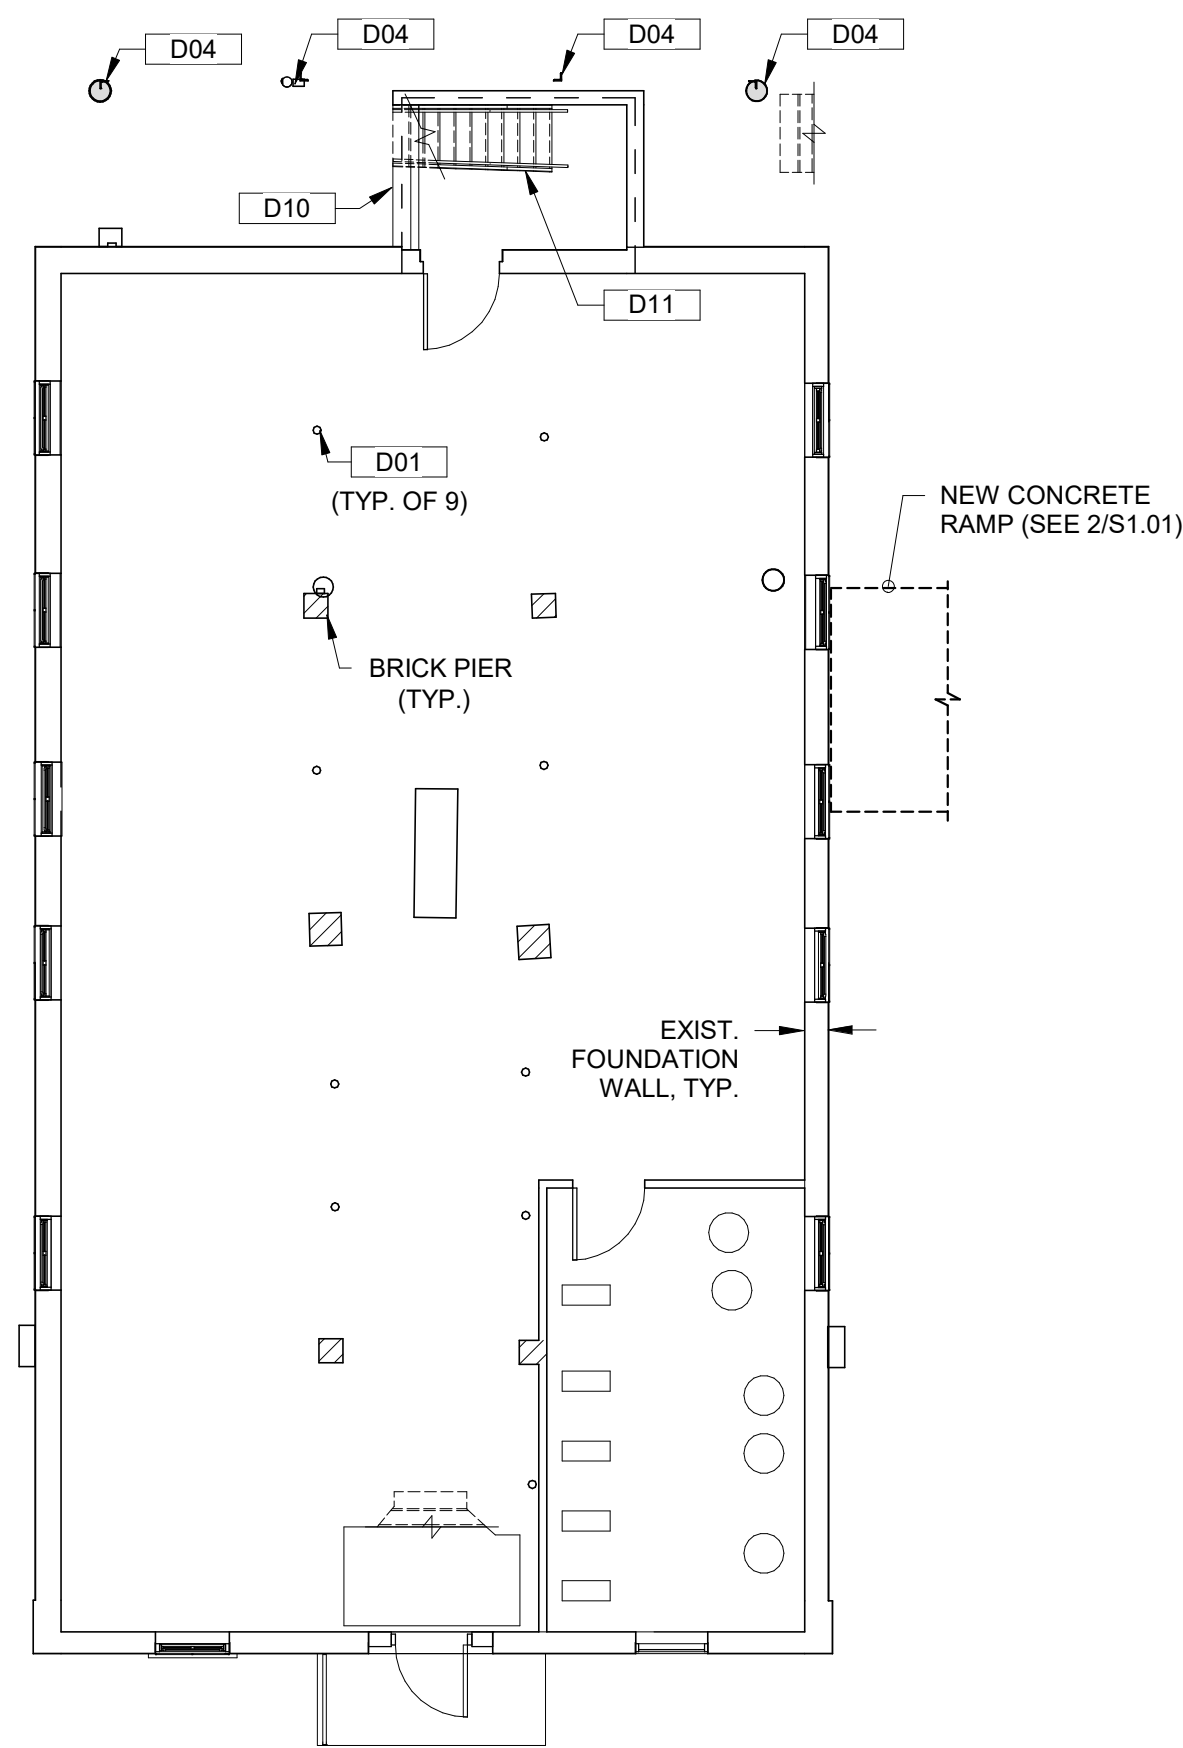 D04
D04
D04
D04
D10
D11
D01
(TYP. OF 9)
NEW CONCRETE
RAMP (SEE 2/S1.01)
BRICK PIER
(TYP.)
EXIST.
FOUNDATION
WALL, TYP.